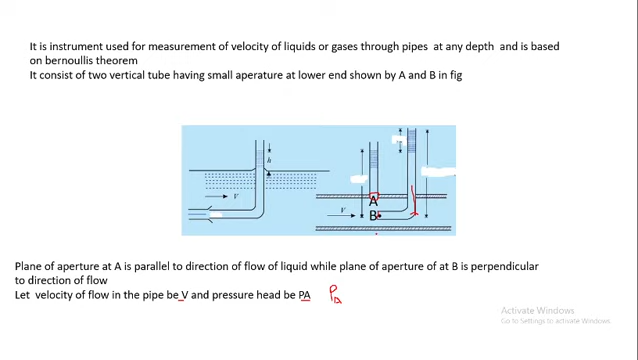 It is instrument used for measurement of velocity of liquids or gases through pipes at any depth and is based
on bernoullis theorem
It consist of two vertical tube having small aperature at lower end shown by A and B in fig
h
V
A
B
V
Plane of aperture at A is parallel to direction of flow of liquid while plane of aperture of at B is perpendicular
to direction of flow
Let velocity of flow in the pipe be V and pressure head be PA PA
Activate Windows
Go to Settings to activate Windows.